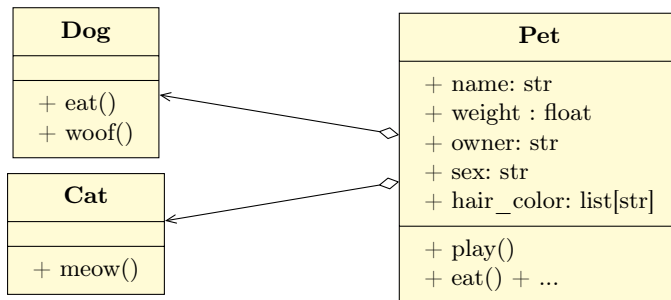 Dog
+ eat()
+ woof()
Cat
+ meow()
Pet
+ name: str
+ weight : float
+ owner: str
+ sex: str
+ hair_color: list[str]
+ play()
+ eat() + ...